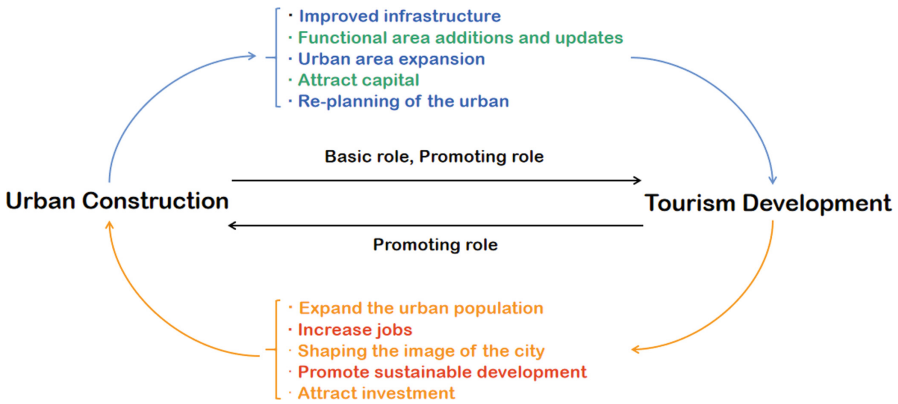 · Improved infrastructure
· Functional area additions and updates
· Urban area expansion
· Attract capital
· Re-planning of the urban
Basic role, Promoting role
Urban Construction
Tourism Development
Promoting role
· Expand the urban population
· Increase jobs
· Shaping the image of the city
· Promote sustainable development
· Attract investment